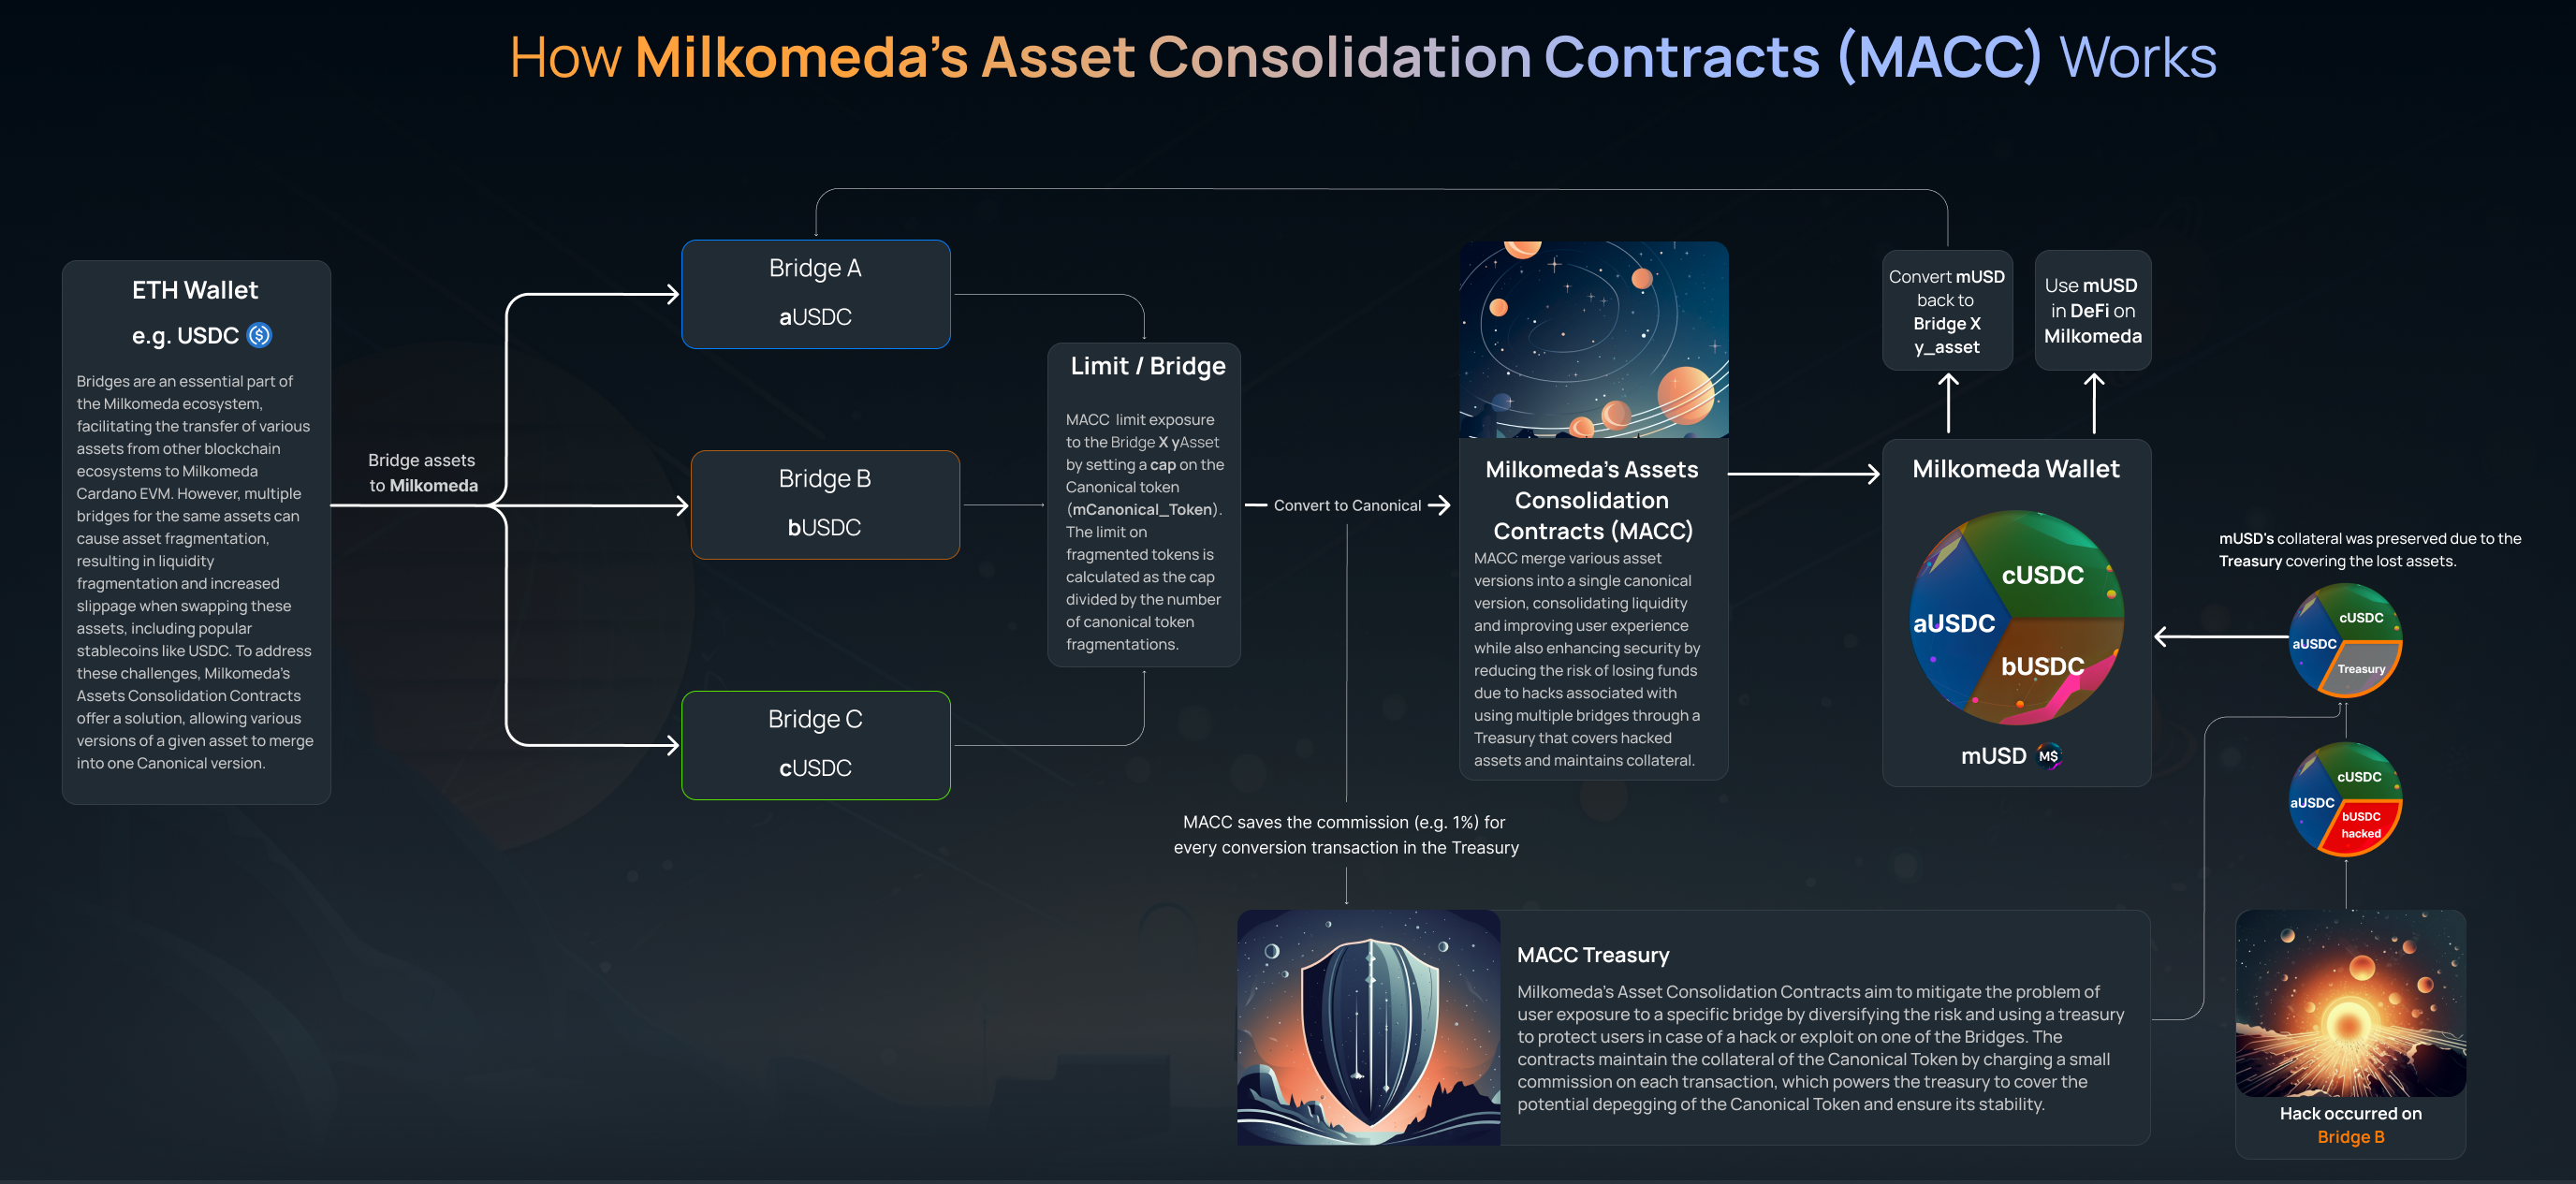 How Milkomeda's Asset Consolidation Contracts (MACC) Works
ETH Wallet
e.g. USDC
Bridges are an essential part of
the Milkomeda ecosystem,
facilitating the transfer of various
assets from other blockchain
ecosystems to Milkomeda
Cardano EVM. However, multiple
bridges for the same assets can
cause asset fragmentation,
resulting in liquidity
fragmentation and increased
slippage when swapping these
assets, including popular
stablecoins like USDC. To address
these challenges, Milkomeda's
Assets Consolidation Contracts
offer a solution, allowing various
versions of a given asset to merge
into one Canonical version.
Bridge assets
to Milkomeda
Bridge A
aUSDC
Bridge B
bUSDC
Bridge C
cUSDC
Limit / Bridge
MACC limit exposure
to the Bridge X yAsset
by setting a cap on the
Canonical token
(mCanonical_Token).
The limit on
fragmented tokens is
calculated as the cap
divided by the number
of canonical token
fragmentations.
Convert to Canonical
MACC saves the commission (e.g. 1%) for
every conversion transaction in the Treasury
Milkomeda's Assets
Consolidation
Contracts (MACC)
MACC merge various asset
versions into a single canonical
version, consolidating liquidity
and improving user experience
while also enhancing security by
reducing the risk of losing funds
due to hacks associated with
using multiple bridges through a
Treasury that covers hacked
assets and maintains collateral.
Convert mUSD
back to
Bridge X
y_asset
Use mUSD
in DeFi on
Milkomeda
Milkomeda Wallet
cUSDC
aUSDC
bUSDC
mUSD M$
mUSD's collateral was preserved due to the
Treasury covering the lost assets.
cUSDC
aUSDC
Treasury
cUSDC
aUSDC
bUSDC
hacked
MACC Treasury
Milkomeda's Asset Consolidation Contracts aim to mitigate the problem of
user exposure to a specific bridge by diversifying the risk and using a treasury
to protect users in case of a hack or exploit on one of the Bridges. The
contracts maintain the collateral of the Canonical Token by charging a small
commission on each transaction, which powers the treasury to cover the
potential depegging of the Canonical Token and ensure its stability.
Hack occurred on
Bridge B